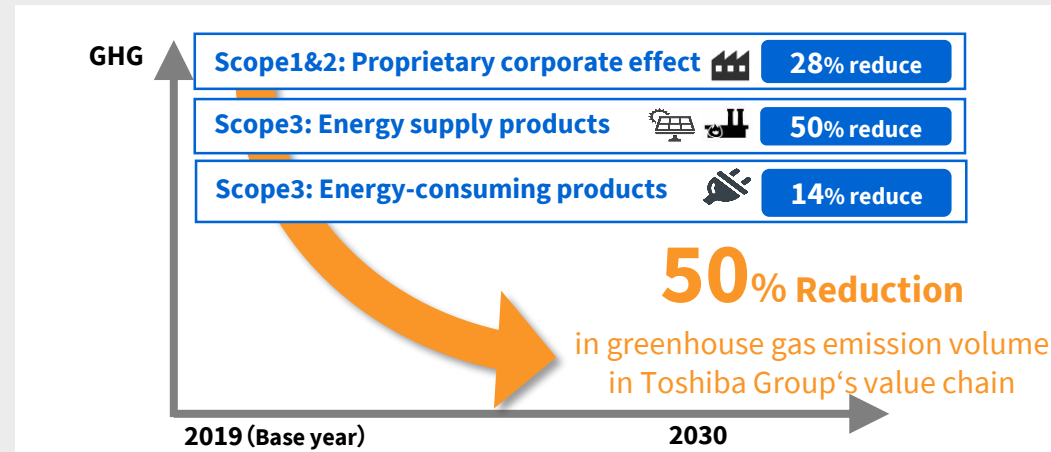 GHG
Scope1&2: Proprietary corporate effect 28% reduce
Scope3: Energy supply products 50% reduce
Scope3: Energy-consuming products 14% reduce
50% Reduction
in greenhouse gas emission volume
in Toshiba Group‘s value chain
2019（Base year） 2030